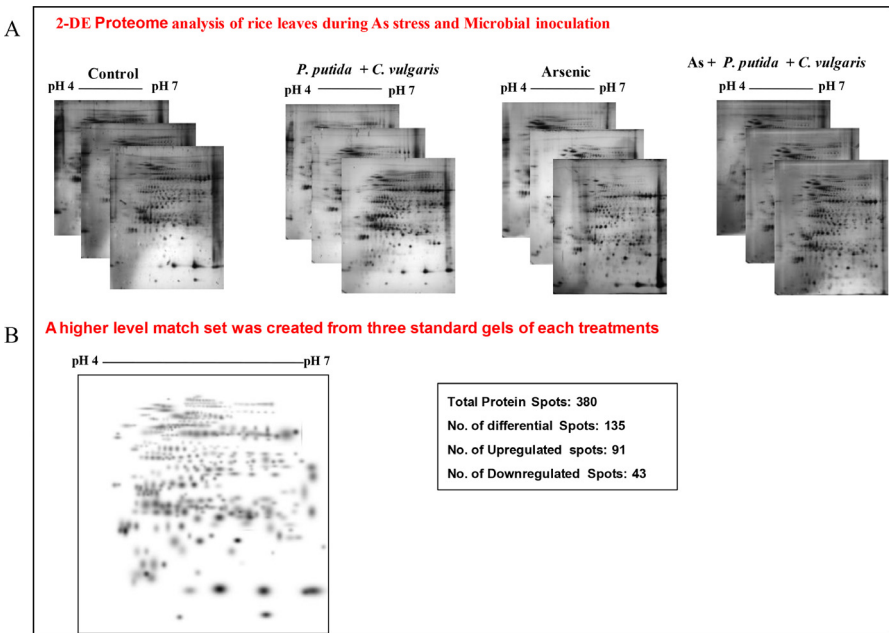 A
2-DE Proteome analysis of rice leaves during As stress and Microbial inoculation
Control
pH 4 pH 7
P. putida + C. vulgaris
pH 4 pH 7
Arsenic
pH 4 pH 7
As + P. putida + C. vulgaris
pH 4 pH 7
B
A higher level match set was created from three standard gels of each treatments
pH 4 pH 7
Total Protein Spots: 380
No. of differential Spots: 135
No. of Upregulated spots: 91
No. of Downregulated Spots: 43